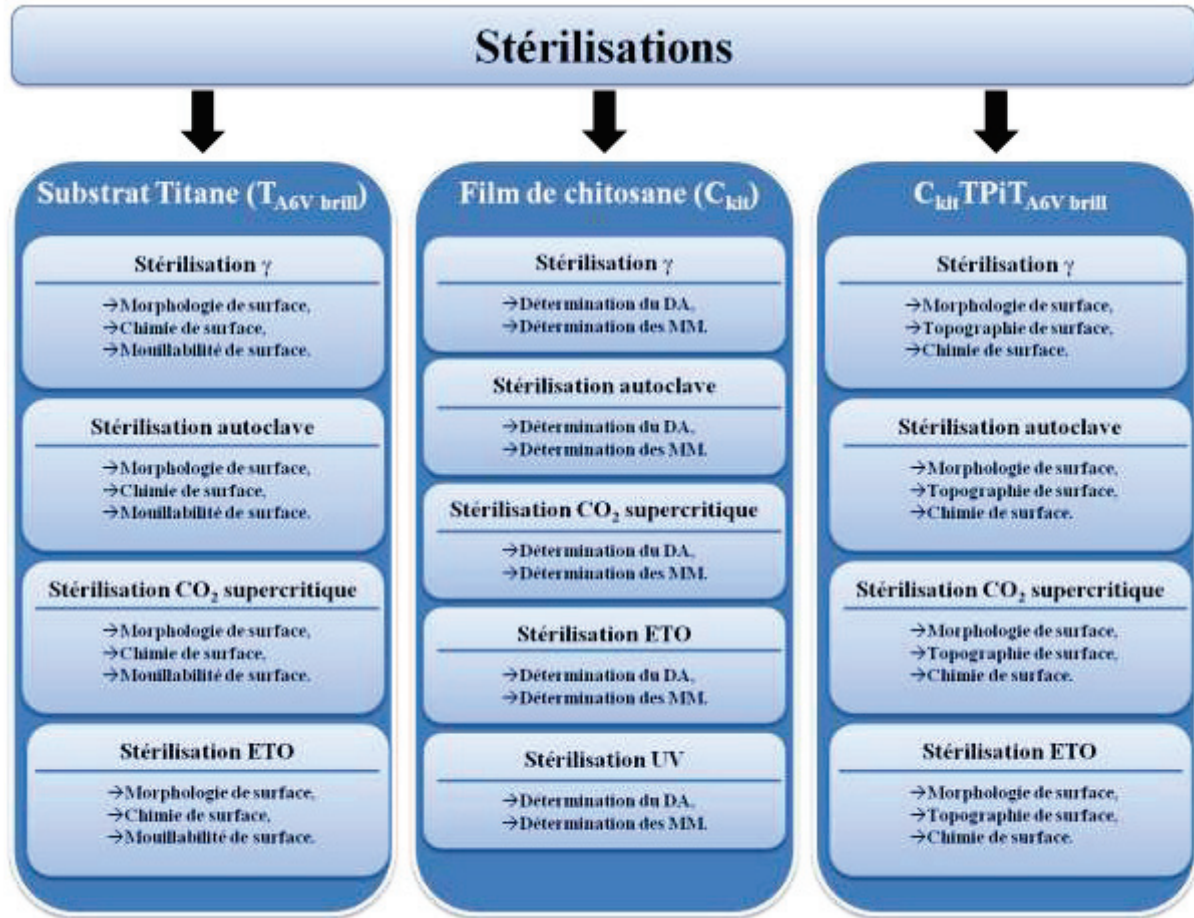 Stérilisations
Substrat Titane (T_A6V brill)
Stérilisation γ
→Morphologie de surface,
→Chimie de surface,
→Mouillabilité de surface.
Stérilisation autoclave
→Morphologie de surface,
→Chimie de surface,
→Mouillabilité de surface.
Stérilisation CO₂ supercritique
→Morphologie de surface,
→Chimie de surface,
→Mouillabilité de surface.
Stérilisation ETO
→Morphologie de surface,
→Chimie de surface,
→Mouillabilité de surface.
Film de chitosane (C_kit)
Stérilisation γ
→Détermination du DA,
→Détermination des MM.
Stérilisation autoclave
→Détermination du DA,
→Détermination des MM.
Stérilisation CO₂ supercritique
→Détermination du DA,
→Détermination des MM.
Stérilisation ETO
→Détermination du DA,
→Détermination des MM.
Stérilisation UV
→Détermination du DA,
→Détermination des MM.
C_kitTPiT_A6V brill
Stérilisation γ
→Morphologie de surface,
→Topographie de surface,
→Chimie de surface.
Stérilisation autoclave
→Morphologie de surface,
→Topographie de surface,
→Chimie de surface.
Stérilisation CO₂ supercritique
→Morphologie de surface,
→Topographie de surface,
→Chimie de surface.
Stérilisation ETO
→Morphologie de surface,
→Topographie de surface,
→Chimie de surface.